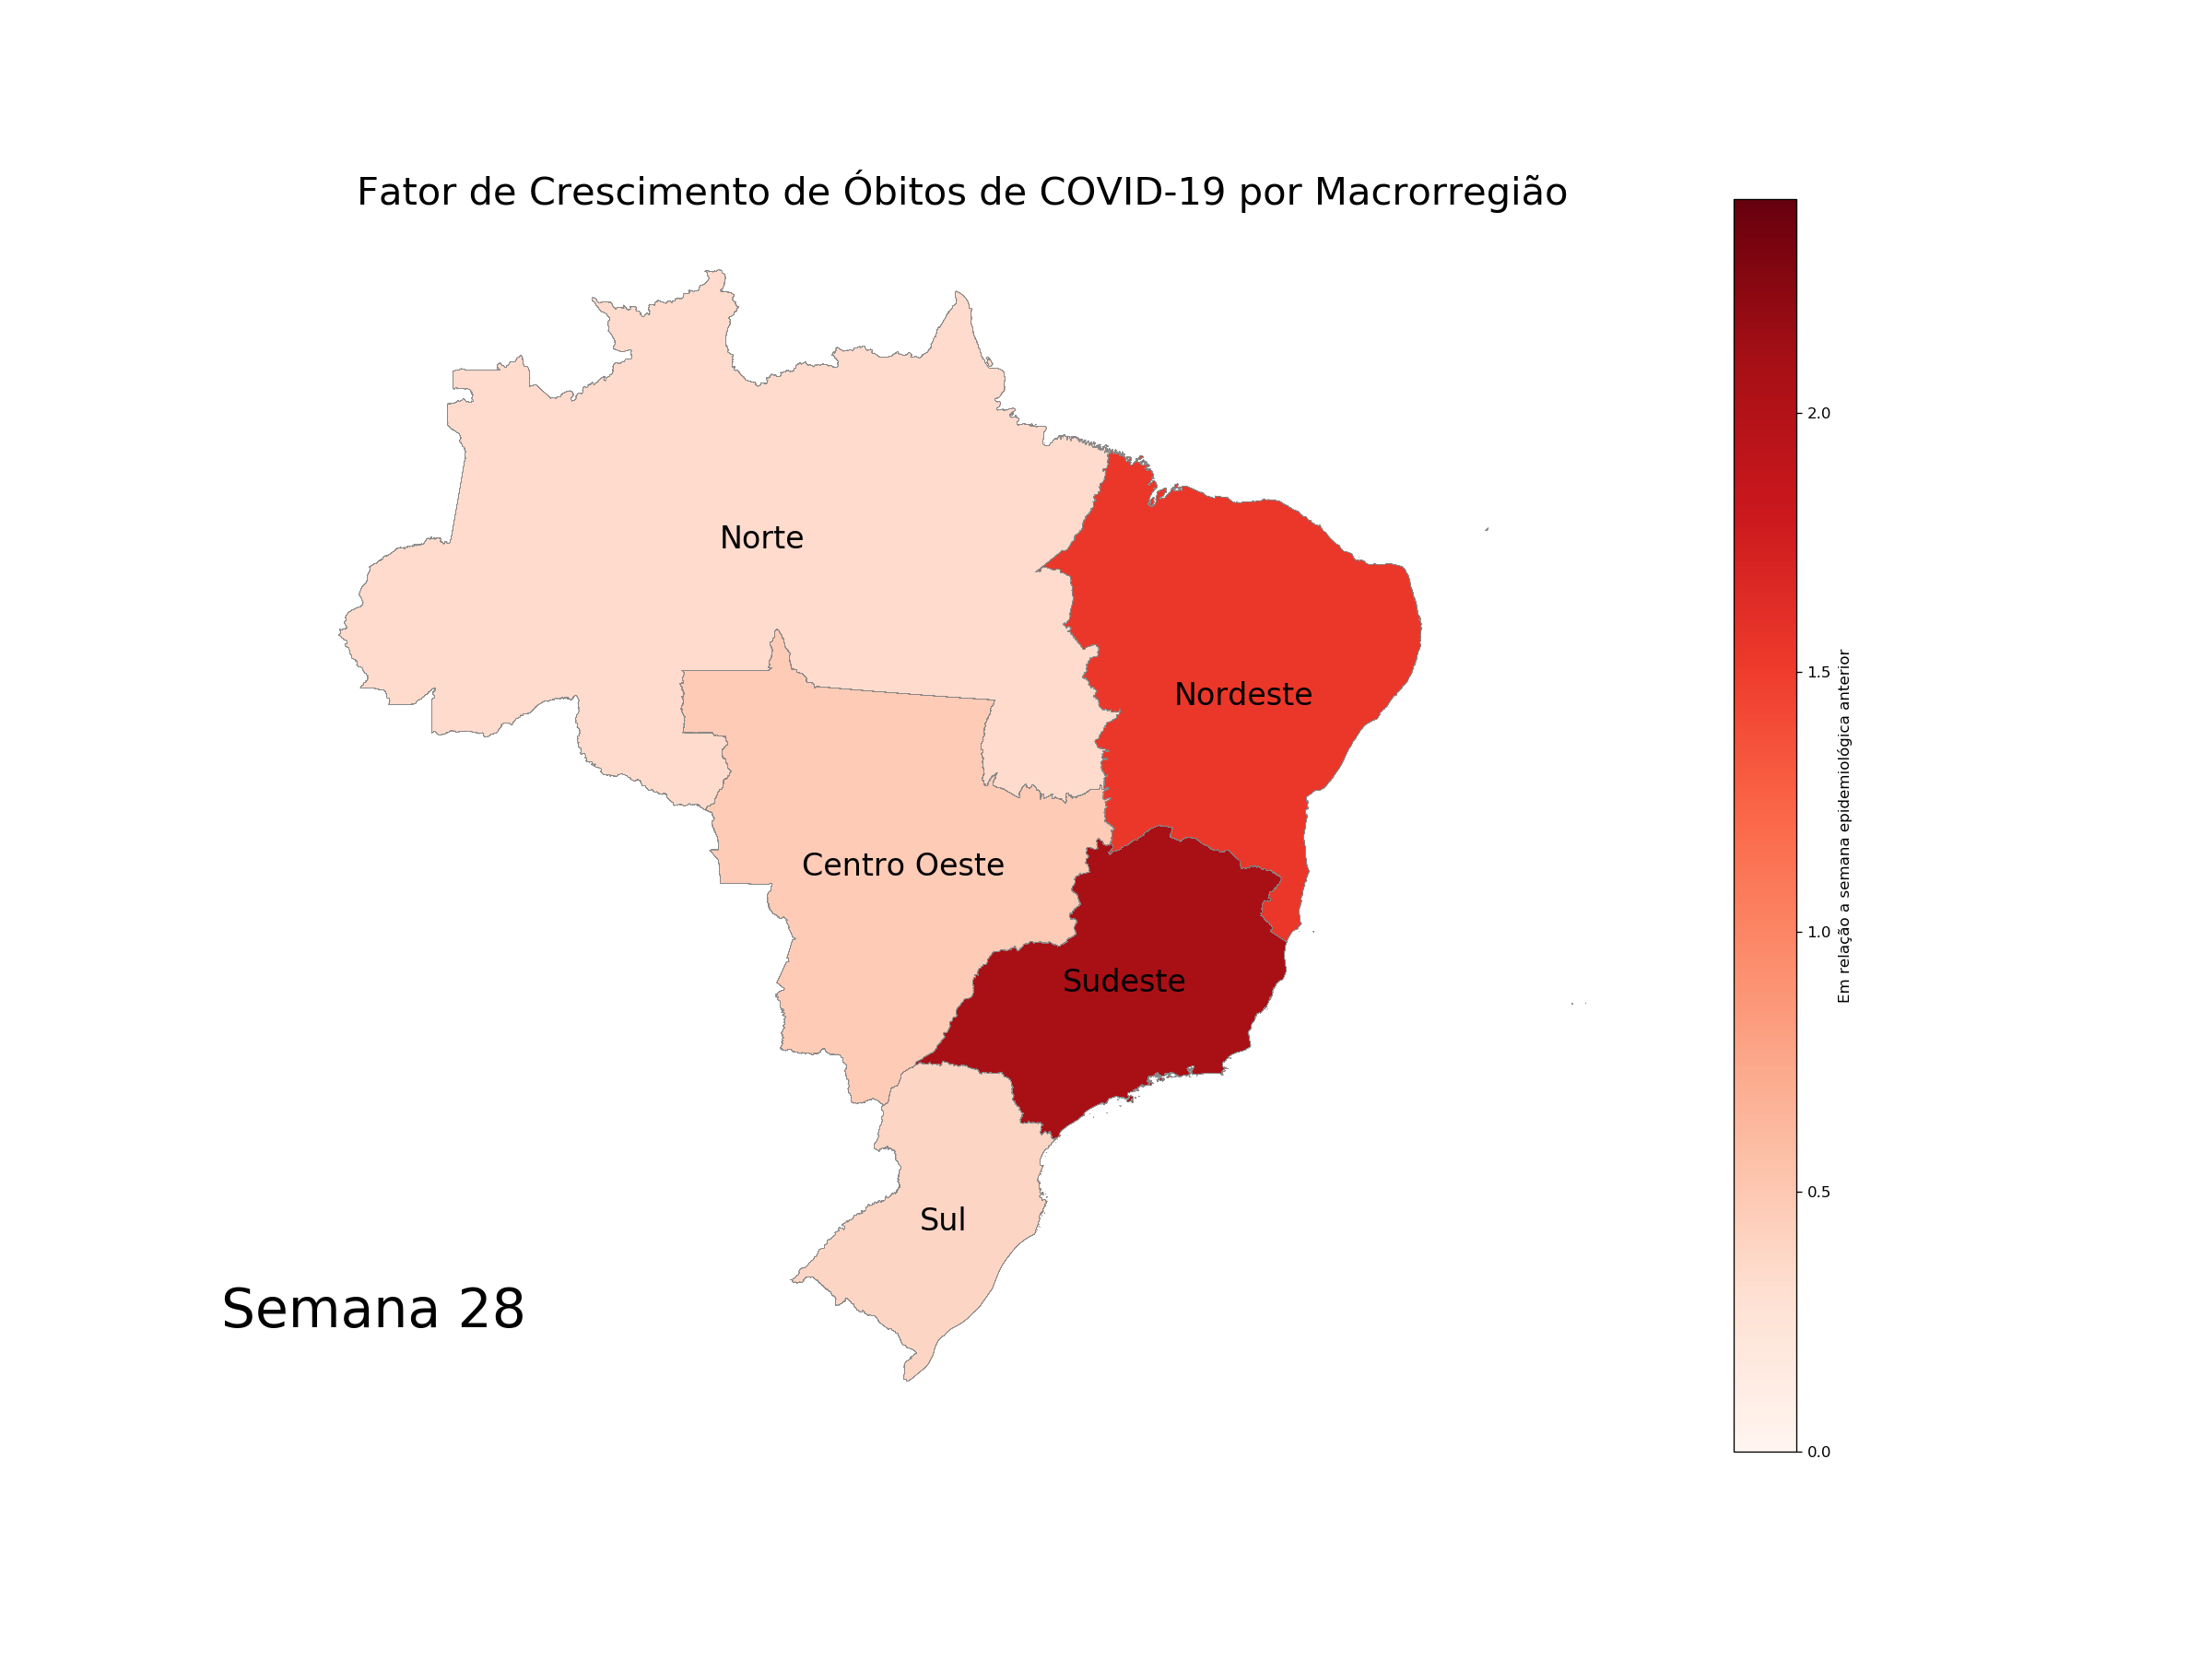 Fator de Crescimento de Óbitos de COVID-19 por Macrorregião
Norte
Nordeste
Centro Oeste
Sudeste
Sul
Semana 28
2.0
1.5
1.0
0.5
0.0
Em relação a semana epidemiológica anterior